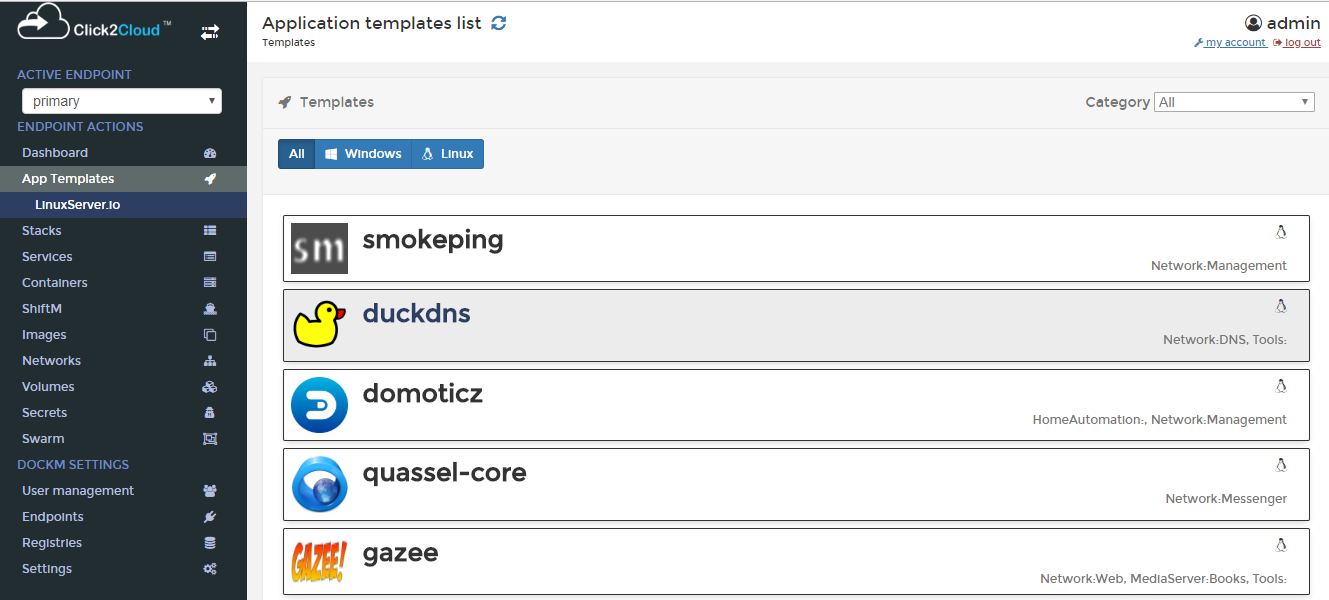 Click2Cloud™
ACTIVE ENDPOINT
primary
ENDPOINT ACTIONS
Dashboard
App Templates
LinuxServer.io
Stacks
Services
Containers
ShiftM
Images
Networks
Volumes
Secrets
Swarm
DOCKM SETTINGS
User management
Endpoints
Registries
Settings
Application templates list
Templates
admin
my account log out
Templates
Category All
All Windows Linux
sm
smokeping
Network:Management
duckdns
Network:DNS, Tools:
domoticz
HomeAutomation:, Network:Management
quassel-core
Network:Messenger
GAZEE!
gazee
Network:Web, MediaServer:Books, Tools: